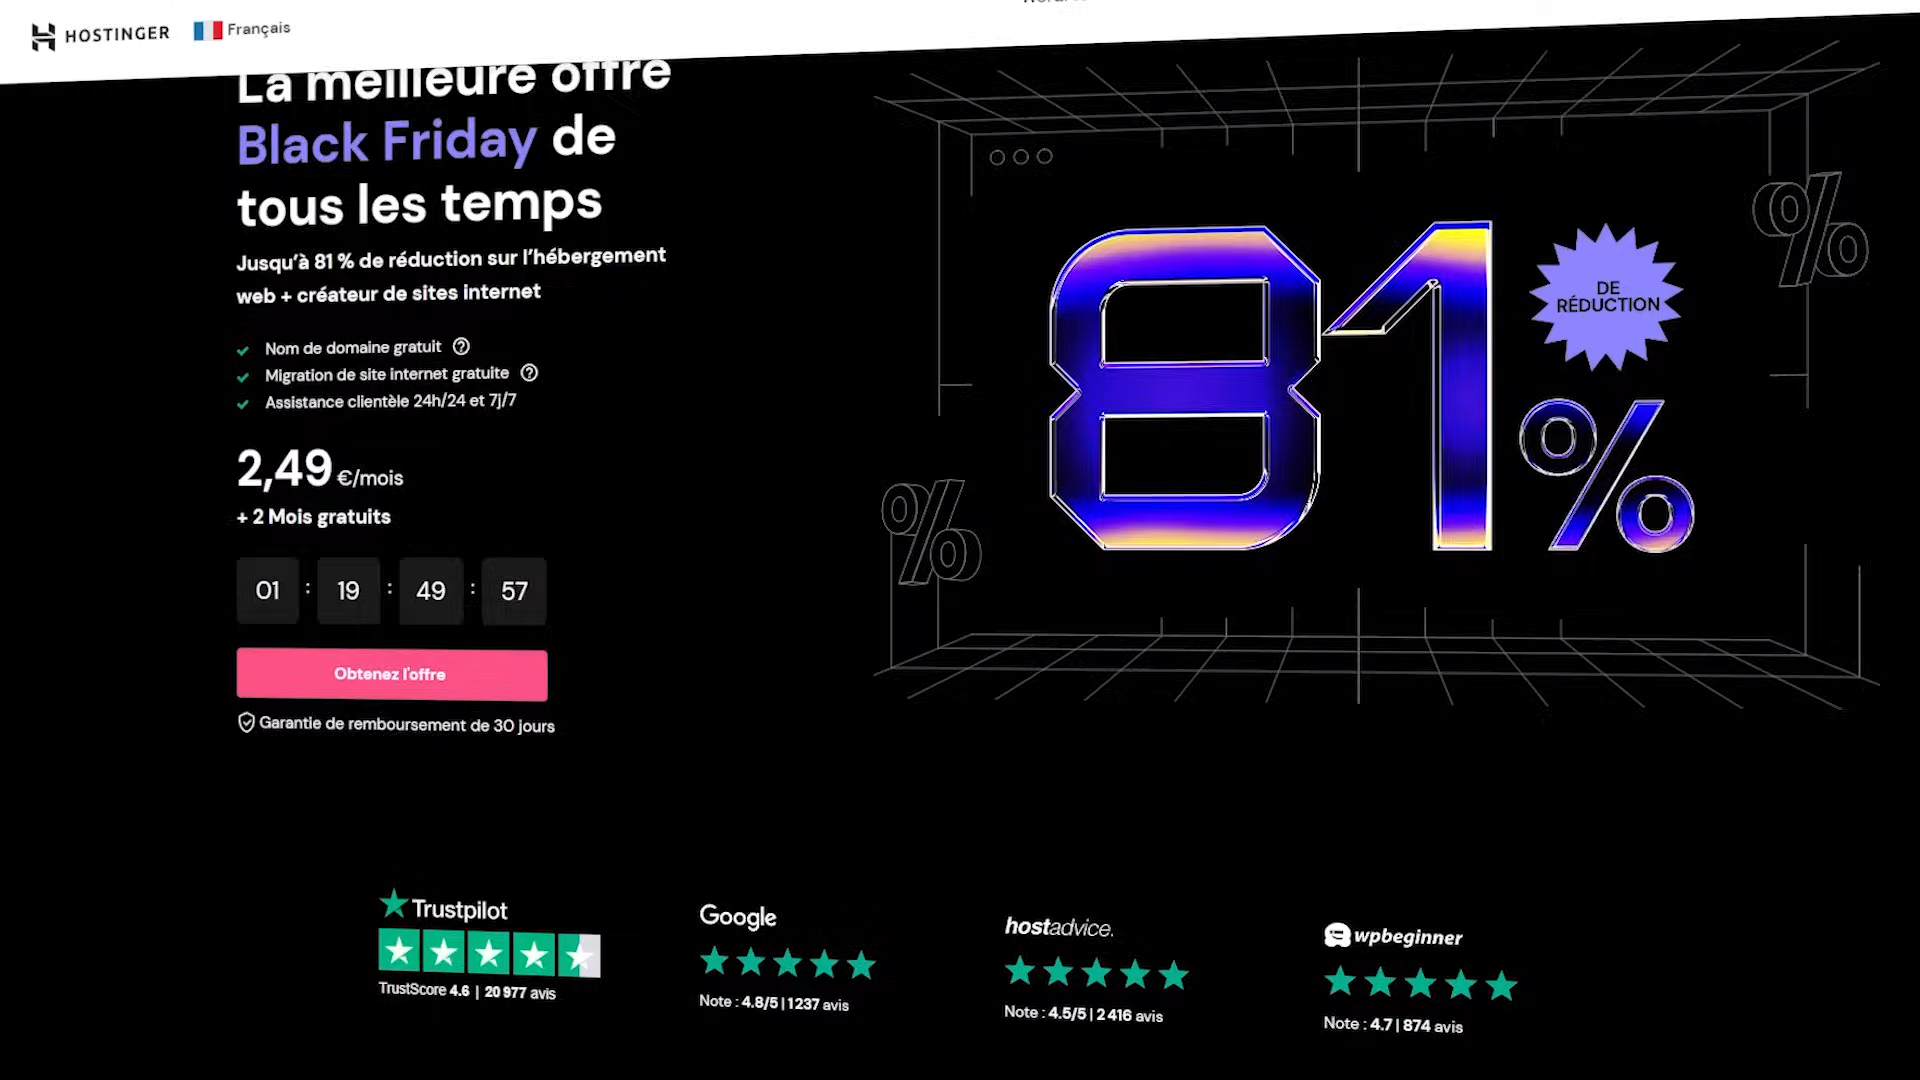 HOSTINGER
Français
La meilleure offre
Black Friday de
tous les temps
Jusqu’à 81 % de réduction sur l’hébergement
web + créateur de sites internet
Nom de domaine gratuit
Migration de site internet gratuite
Assistance clientèle 24h/24 et 7j/7
2,49 €/mois
+ 2 Mois gratuits
01 : 19 : 49 : 57
Obtenez l'offre
Garantie de remboursement de 30 jours
81%
DE
RÉDUCTION
Trustpilot
TrustScore 4.6 | 20 977 avis
Google
Note : 4.8/5 | 1 237 avis
hostadvice.
Note : 4.5/5 | 2 416 avis
wpbeginner
Note : 4.7 | 874 avis